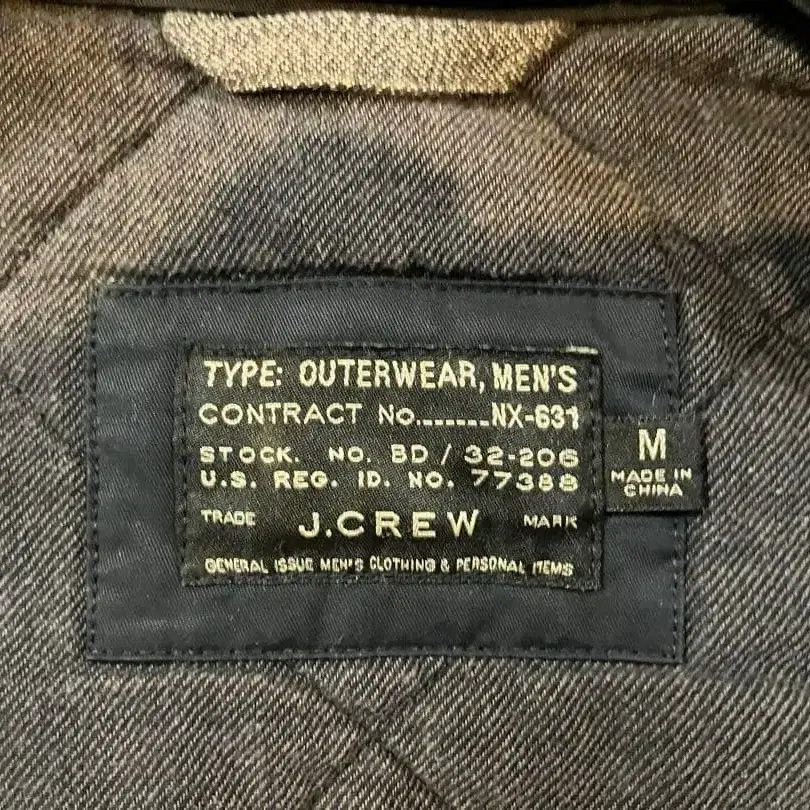 TYPE: OUTERWEAR, MEN'S
CONTRACT No.......NX-631
STOCK. NO. BD / 32-206
U.S. REG. ID. NO. 77388
TRADE J.CREW MARK
GENERAL ISSUE MEN'S CLOTHING & PERSONAL ITEMS
M
MADE IN
CHINA